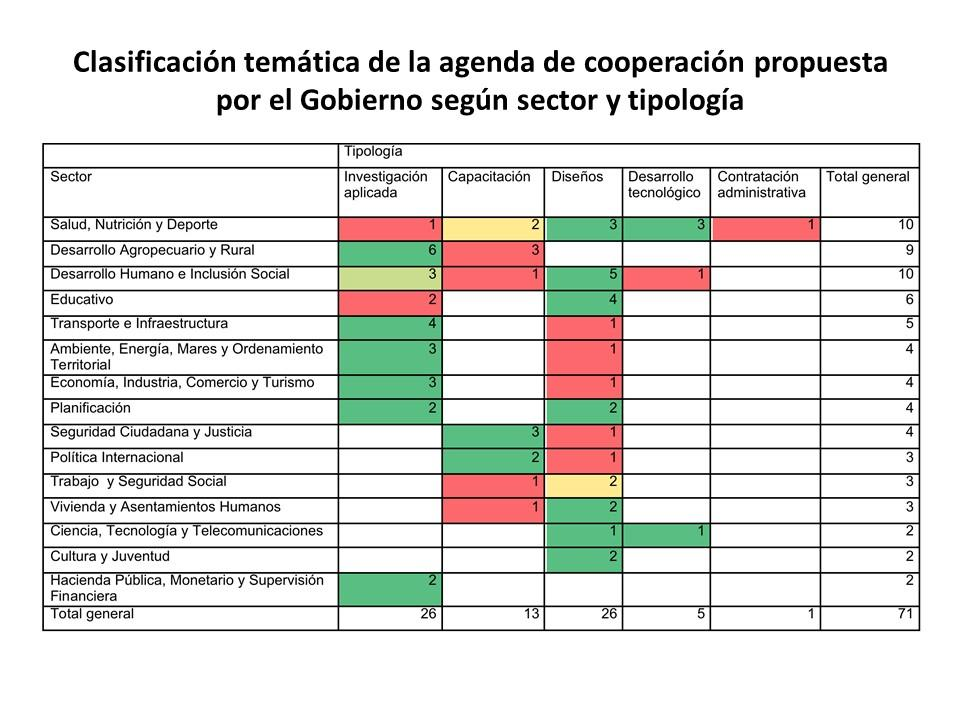 Clasificación temática de la agenda de cooperación propuesta
por el Gobierno según sector y tipología
Tipología
Sector Investigación aplicada Capacitación Diseños Desarrollo tecnológico Contratación administrativa Total general
Salud, Nutrición y Deporte 1 2 3 3 1 10
Desarrollo Agropecuario y Rural 6 3 9
Desarrollo Humano e Inclusión Social 3 1 5 1 10
Educativo 2 4 6
Transporte e Infraestructura 4 1 5
Ambiente, Energía, Mares y Ordenamiento Territorial 3 1 4
Economía, Industria, Comercio y Turismo 3 1 4
Planificación 2 2 4
Seguridad Ciudadana y Justicia 3 1 4
Política Internacional 2 1 3
Trabajo y Seguridad Social 1 2 3
Vivienda y Asentamientos Humanos 1 2 3
Ciencia, Tecnología y Telecomunicaciones 1 1 2
Cultura y Juventud 2 2
Hacienda Pública, Monetario y Supervisión Financiera 2 2
Total general 26 13 26 5 1 71